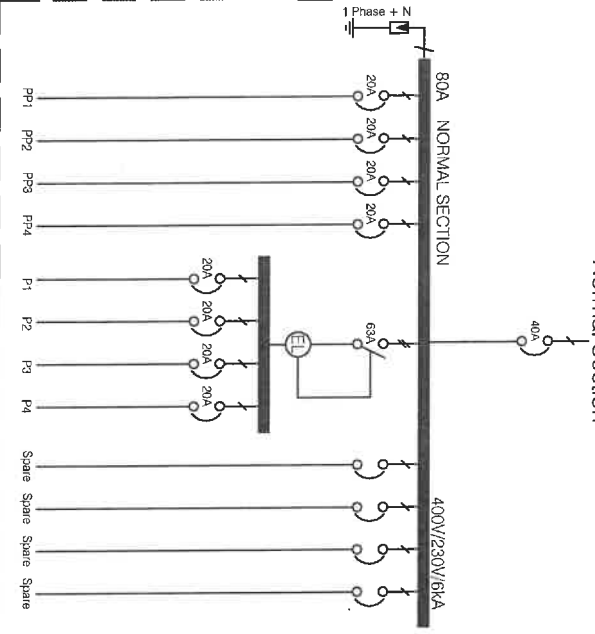 1 Phase + N
80A NORMAL SECTION
400V/230V/6kA
40A
20A
PP1
20A
PP2
20A
PP3
20A
PP4
63A
EL
20A
P1
20A
P2
20A
P3
20A
P4
Spare
Spare
Spare
Spare